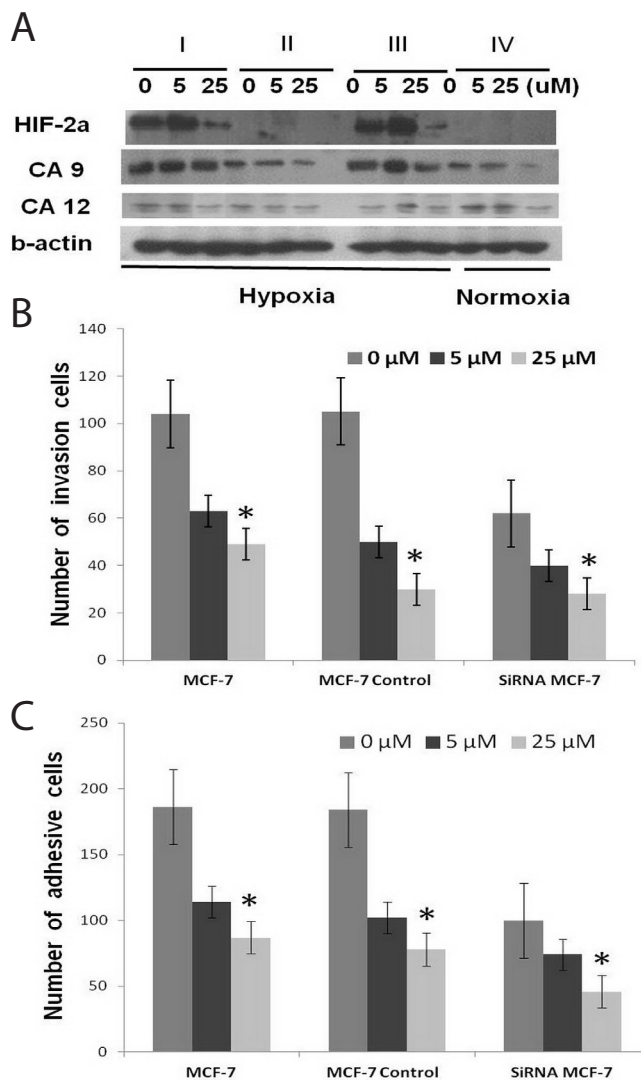 A
I II III IV
0 5 25 0 5 25 0 5 25 0 5 25 (uM)
HIF-2a
CA 9
CA 12
b-actin
Hypoxia Normoxia
B
140
120
100
80
60
40
20
0
Number of invasion cells
0 µM 5 µM 25 µM
* * *
MCF-7 MCF-7 Control SiRNA MCF-7
C
250
200
150
100
50
0
Number of adhesive cells
0 µM 5 µM 25 µM
* * *
MCF-7 MCF-7 Control SiRNA MCF-7